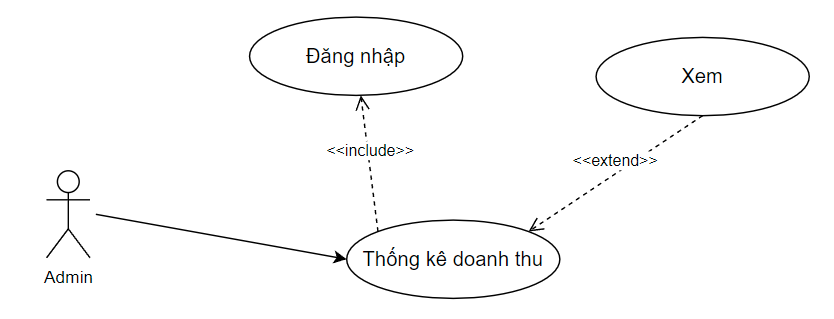 Đăng nhập
Xem
<<include>>
<<extend>>
Thống kê doanh thu
Admin